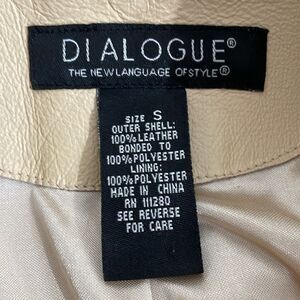 DIALOGUE®
THE NEW LANGUAGE OF STYLE®
SIZE S
OUTER SHELL:
100% LEATHER
BONDED TO
100% POLYESTER
LINING:
100% POLYESTER
MADE IN CHINA
RN 111280
SEE REVERSE
FOR CARE